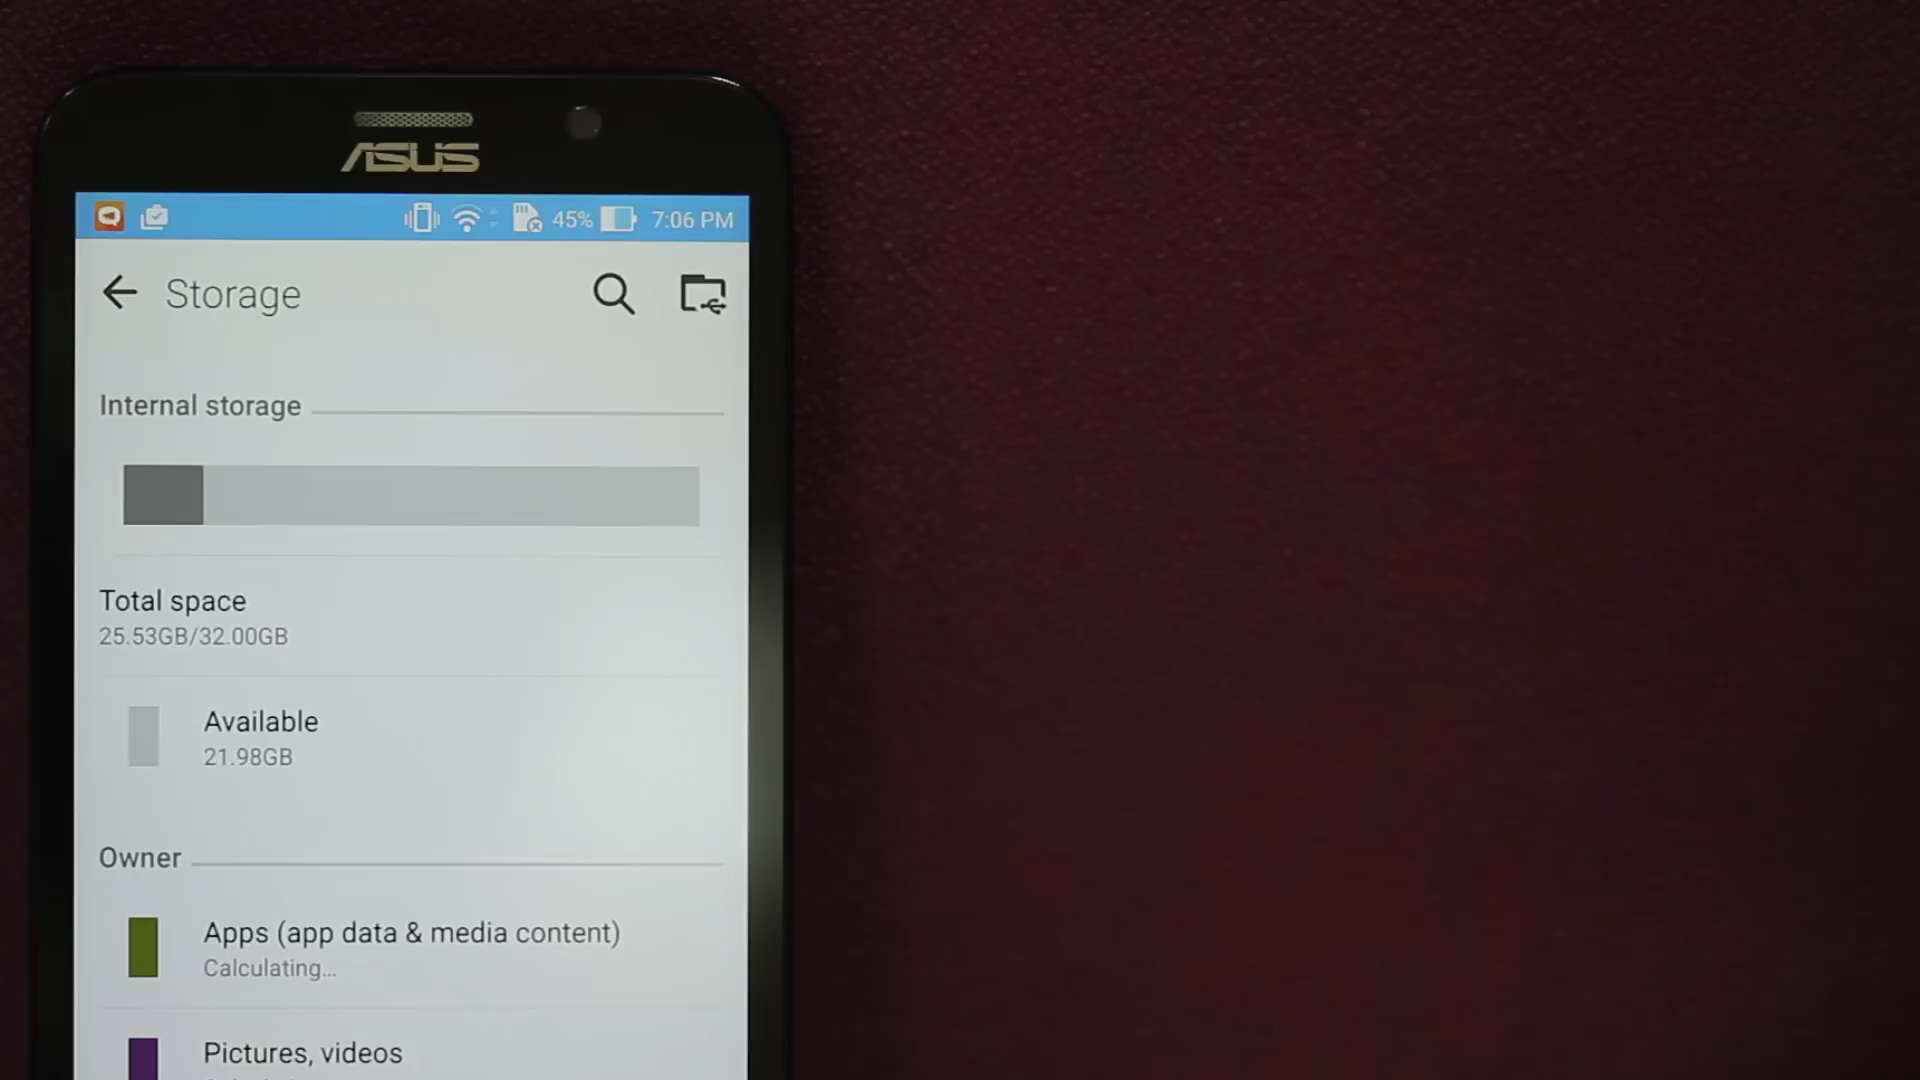 ASUS
45% 7:06 PM
Storage
Internal storage
Total space
25.53GB/32.00GB
Available
21.98GB
Owner
Apps (app data & media content)
Calculating...
Pictures, videos